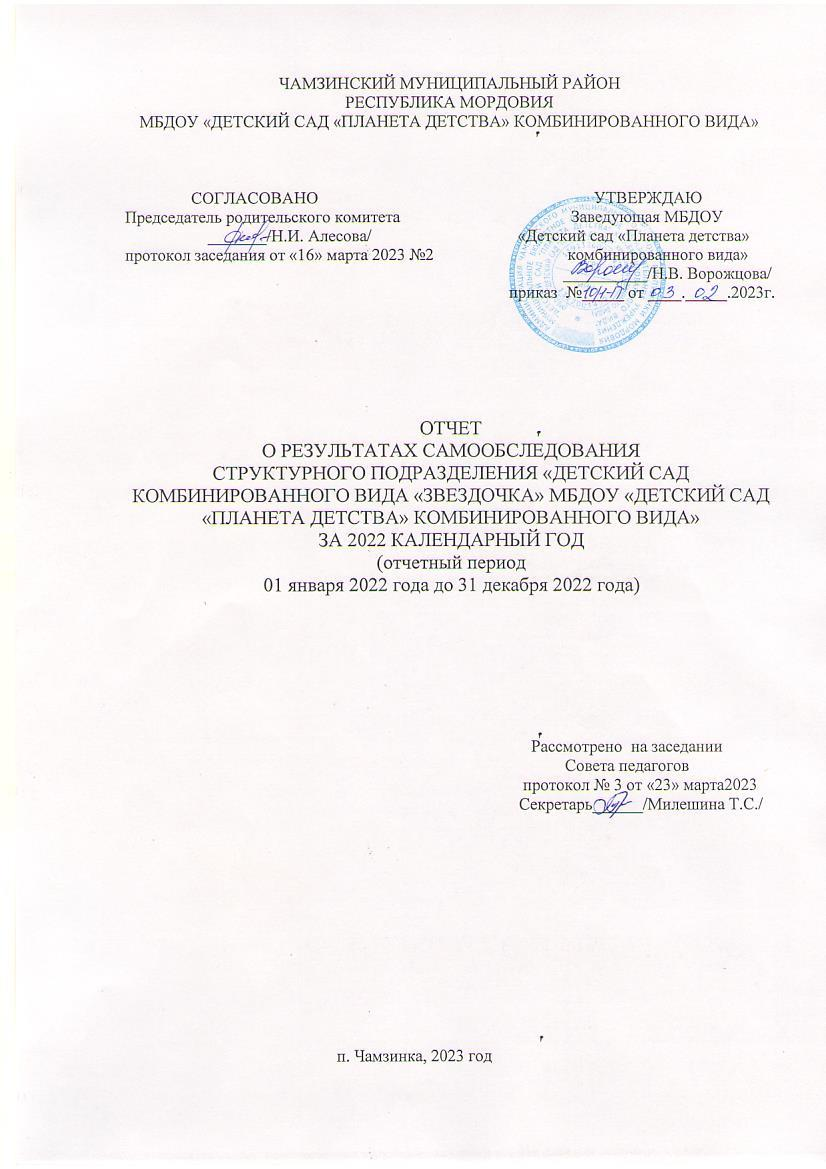 ЧАМЗИНСКИЙ МУНИЦИПАЛЬНЫЙ РАЙОН
РЕСПУБЛИКА МОРДОВИЯ
МБДОУ «ДЕТСКИЙ САД «ПЛАНЕТА ДЕТСТВА» КОМБИНИРОВАННОГО ВИДА»
СОГЛАСОВАНО
Председатель родительского комитета
/Н.И. Алесова/
протокол заседания от «16» марта 2023 №2
УТВЕРЖДАЮ
Заведующая МБДОУ
«Детский сад «Планета детства»
комбинированного вида»
/Н.В. Ворожцова/
приказ № 104-П от 03 . 02 .2023г.
ОТЧЕТ
О РЕЗУЛЬТАТАХ САМООБСЛЕДОВАНИЯ
СТРУКТУРНОГО ПОДРАЗДЕЛЕНИЯ «ДЕТСКИЙ САД
КОМБИНИРОВАННОГО ВИДА «ЗВЕЗДОЧКА» МБДОУ «ДЕТСКИЙ САД
«ПЛАНЕТА ДЕТСТВА» КОМБИНИРОВАННОГО ВИДА»
ЗА 2022 КАЛЕНДАРНЫЙ ГОД
(отчетный период
01 января 2022 года до 31 декабря 2022 года)
Рассмотрено на заседании
Совета педагогов
протокол № 3 от «23» марта2023
Секретарь /Милешина Т.С./
п. Чамзинка, 2023 год